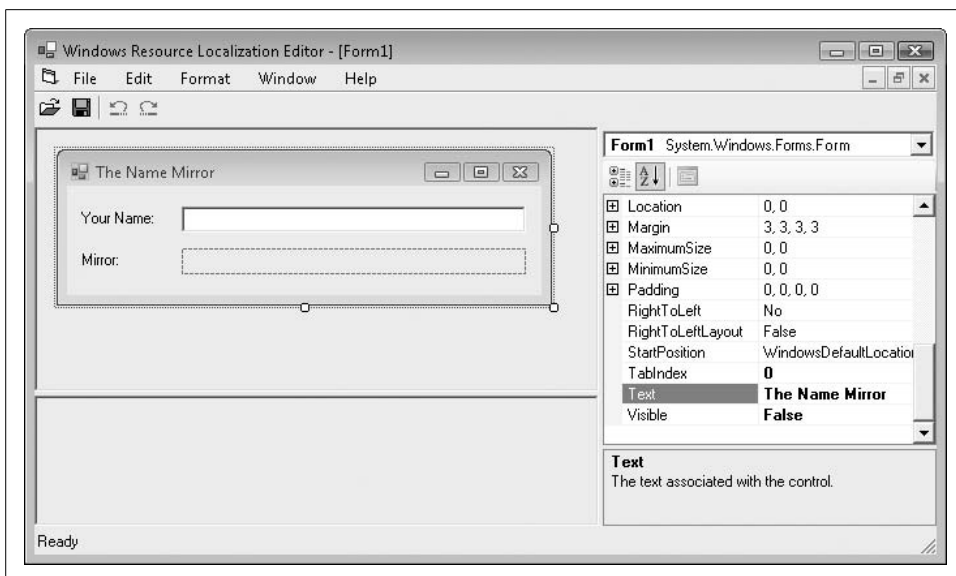 Windows Resource Localization Editor - [Form1]
File Edit Format Window Help
The Name Mirror
Your Name:
Mirror:
Form1 System.Windows.Forms.Form
A
Z
Location 0, 0
Margin 3, 3, 3, 3
MaximumSize 0, 0
MinimumSize 0, 0
Padding 0, 0, 0, 0
RightToLeft No
RightToLeftLayout False
StartPosition WindowsDefaultLocation
TabIndex 0
Text The Name Mirror
Visible False
Text
The text associated with the control.
Ready